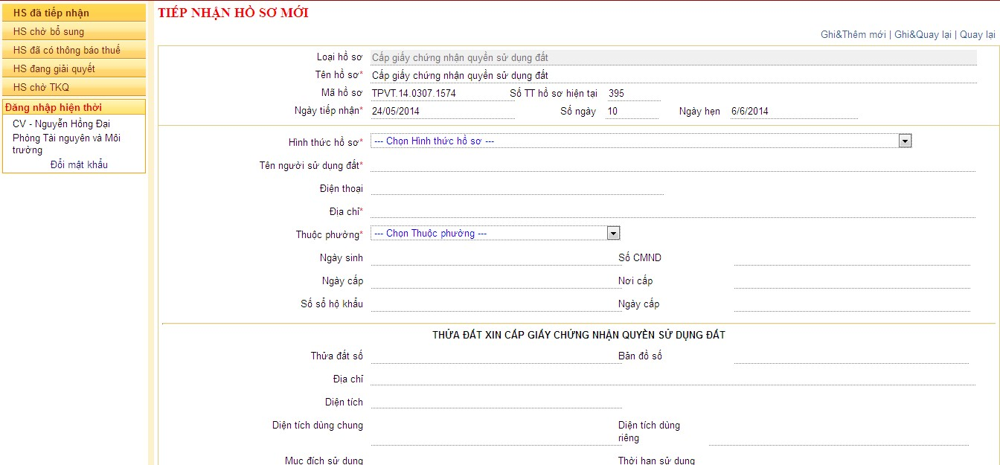 HS đã tiếp nhận
HS chờ bổ sung
HS đã có thông báo thuế
HS đang giải quyết
HS chờ TKQ
Đăng nhập hiện thời
CV - Nguyễn Hồng Đại
Phòng Tài nguyên và Môi
trường
Đổi mật khẩu
TIẾP NHẬN HỒ SƠ MỚI
Ghi&Thêm mới | Ghi&Quay lại | Quay lại
Loại hồ sơ Cấp giấy chứng nhận quyền sử dụng đất
Tên hồ sơ* Cấp giấy chứng nhận quyền sử dụng đất
Mã hồ sơ TPVT.14.0307.1574 Số TT hồ sơ hiện tại 395
Ngày tiếp nhận* 24/05/2014 Số ngày 10 Ngày hẹn 6/6/2014
Hình thức hồ sơ* --- Chọn Hình thức hồ sơ ---
Tên người sử dụng đất*
Điện thoại
Địa chỉ*
Thuộc phường* --- Chọn Thuộc phường ---
Ngày sinh Số CMND
Ngày cấp Nơi cấp
Số sổ hộ khẩu Ngày cấp
THỬA ĐẤT XIN CẤP GIẤY CHỨNG NHẬN QUYỀN SỬ DỤNG ĐẤT
Thửa đất số Bản đồ số
Địa chỉ
Diện tích
Diện tích dùng chung Diện tích dùng
riêng
Mục đích sử dụng Thời hạn sử dụng